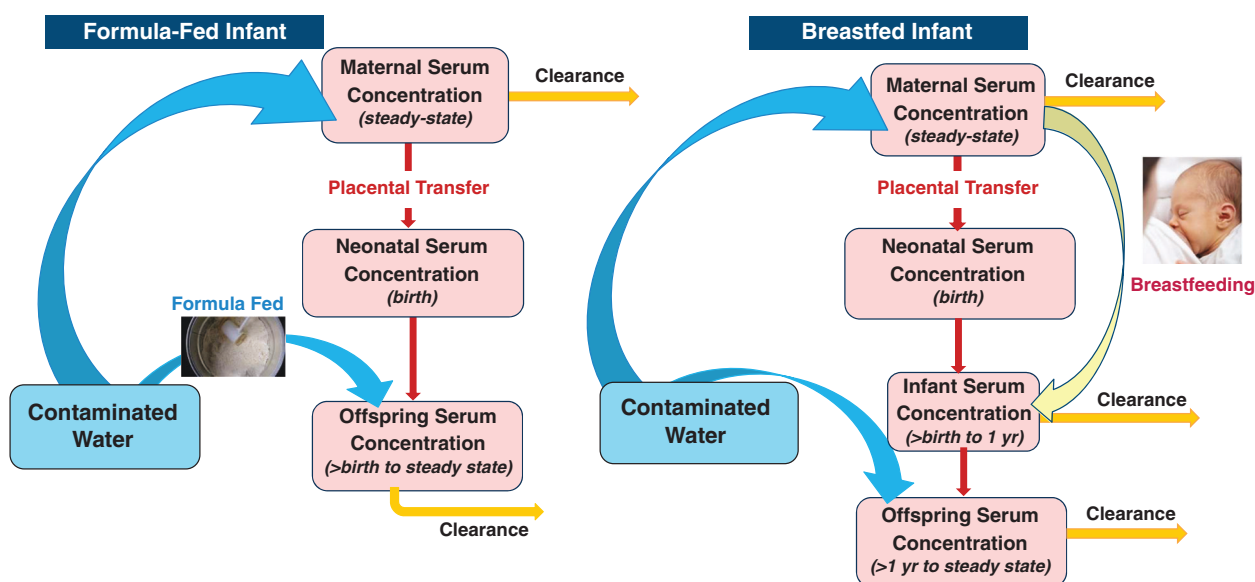 Formula-Fed Infant
Maternal Serum
Concentration
(steady-state)
Clearance
Placental Transfer
Neonatal Serum
Concentration
(birth)
Formula Fed
Contaminated
Water
Offspring Serum
Concentration
(>birth to steady state)
Clearance
Breastfed Infant
Maternal Serum
Concentration
(steady-state)
Clearance
Placental Transfer
Neonatal Serum
Concentration
(birth)
Breastfeeding
Contaminated
Water
Infant Serum
Concentration
(>birth to 1 yr)
Clearance
Offspring Serum
Concentration
(>1 yr to steady state)
Clearance